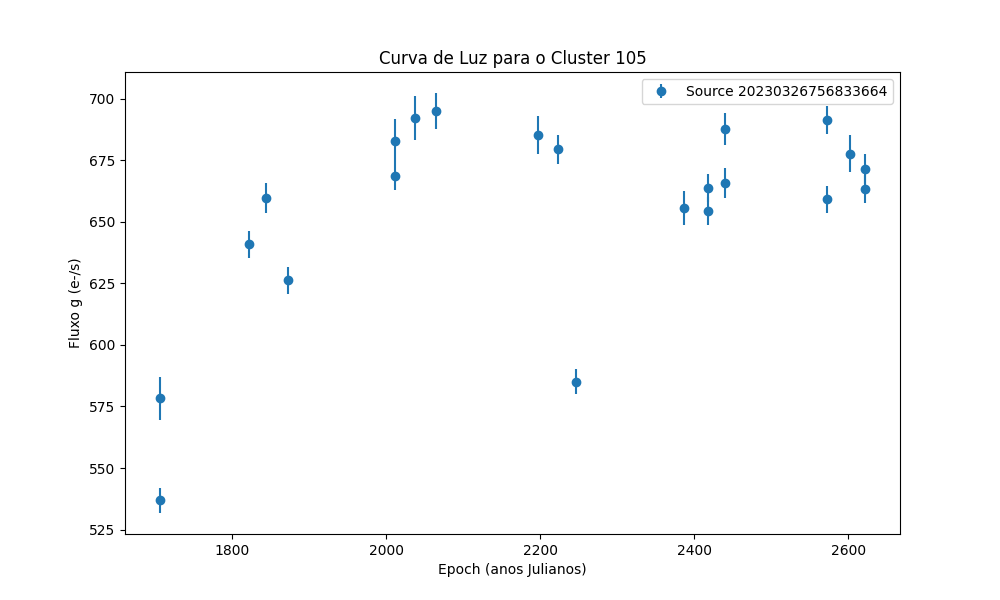 Curva de Luz para o Cluster 105
Source 20230326756833664
700
675
650
625
600
575
550
525
Fluxo g (e-/s)
1800 2000 2200 2400 2600
Epoch (anos Julianos)